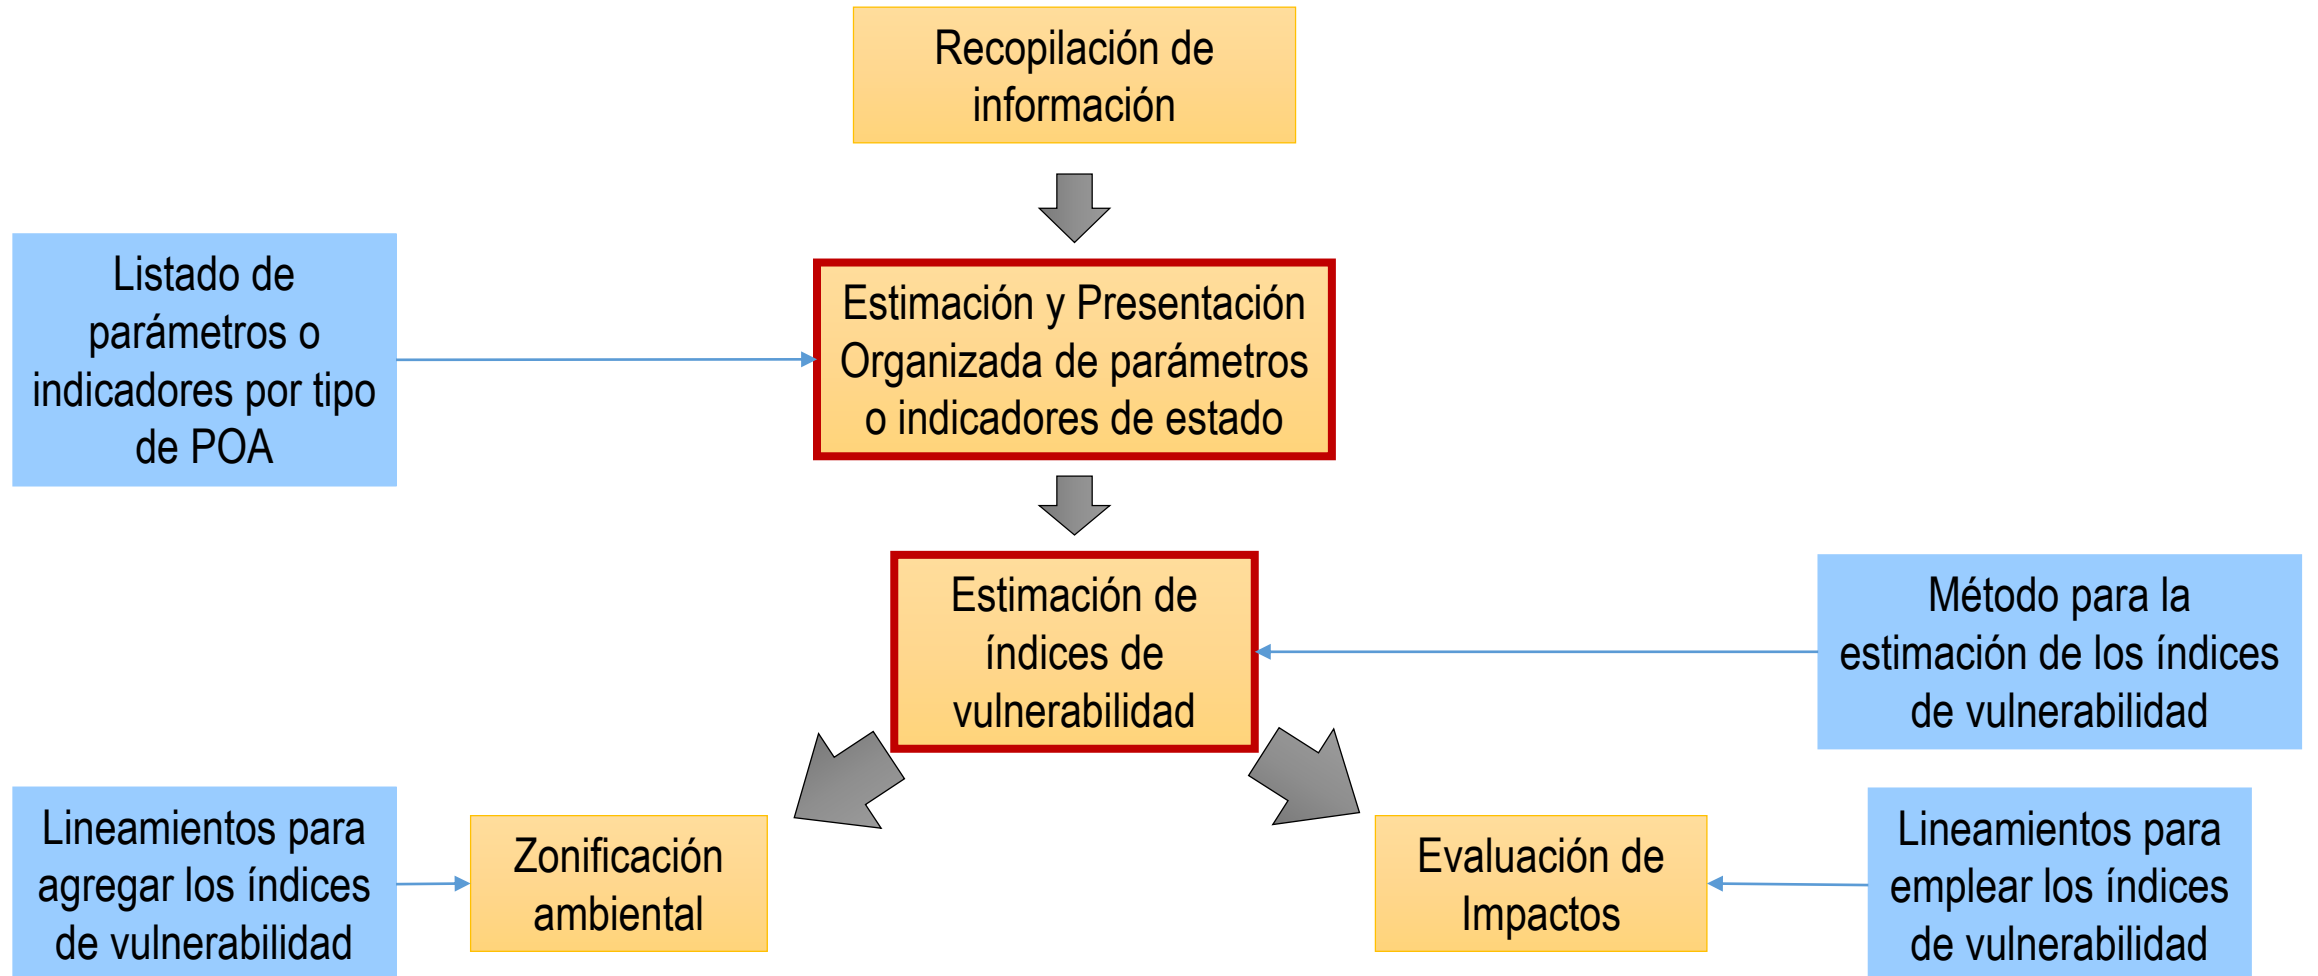 Recopilación de
información
Listado de
parámetros o
indicadores por tipo
de POA
Estimación y Presentación
Organizada de parámetros
o indicadores de estado
Estimación de
índices de
vulnerabilidad
Método para la
estimación de los índices
de vulnerabilidad
Lineamientos para
agregar los índices
de vulnerabilidad
Zonificación
ambiental
Evaluación de
Impactos
Lineamientos para
emplear los índices
de vulnerabilidad